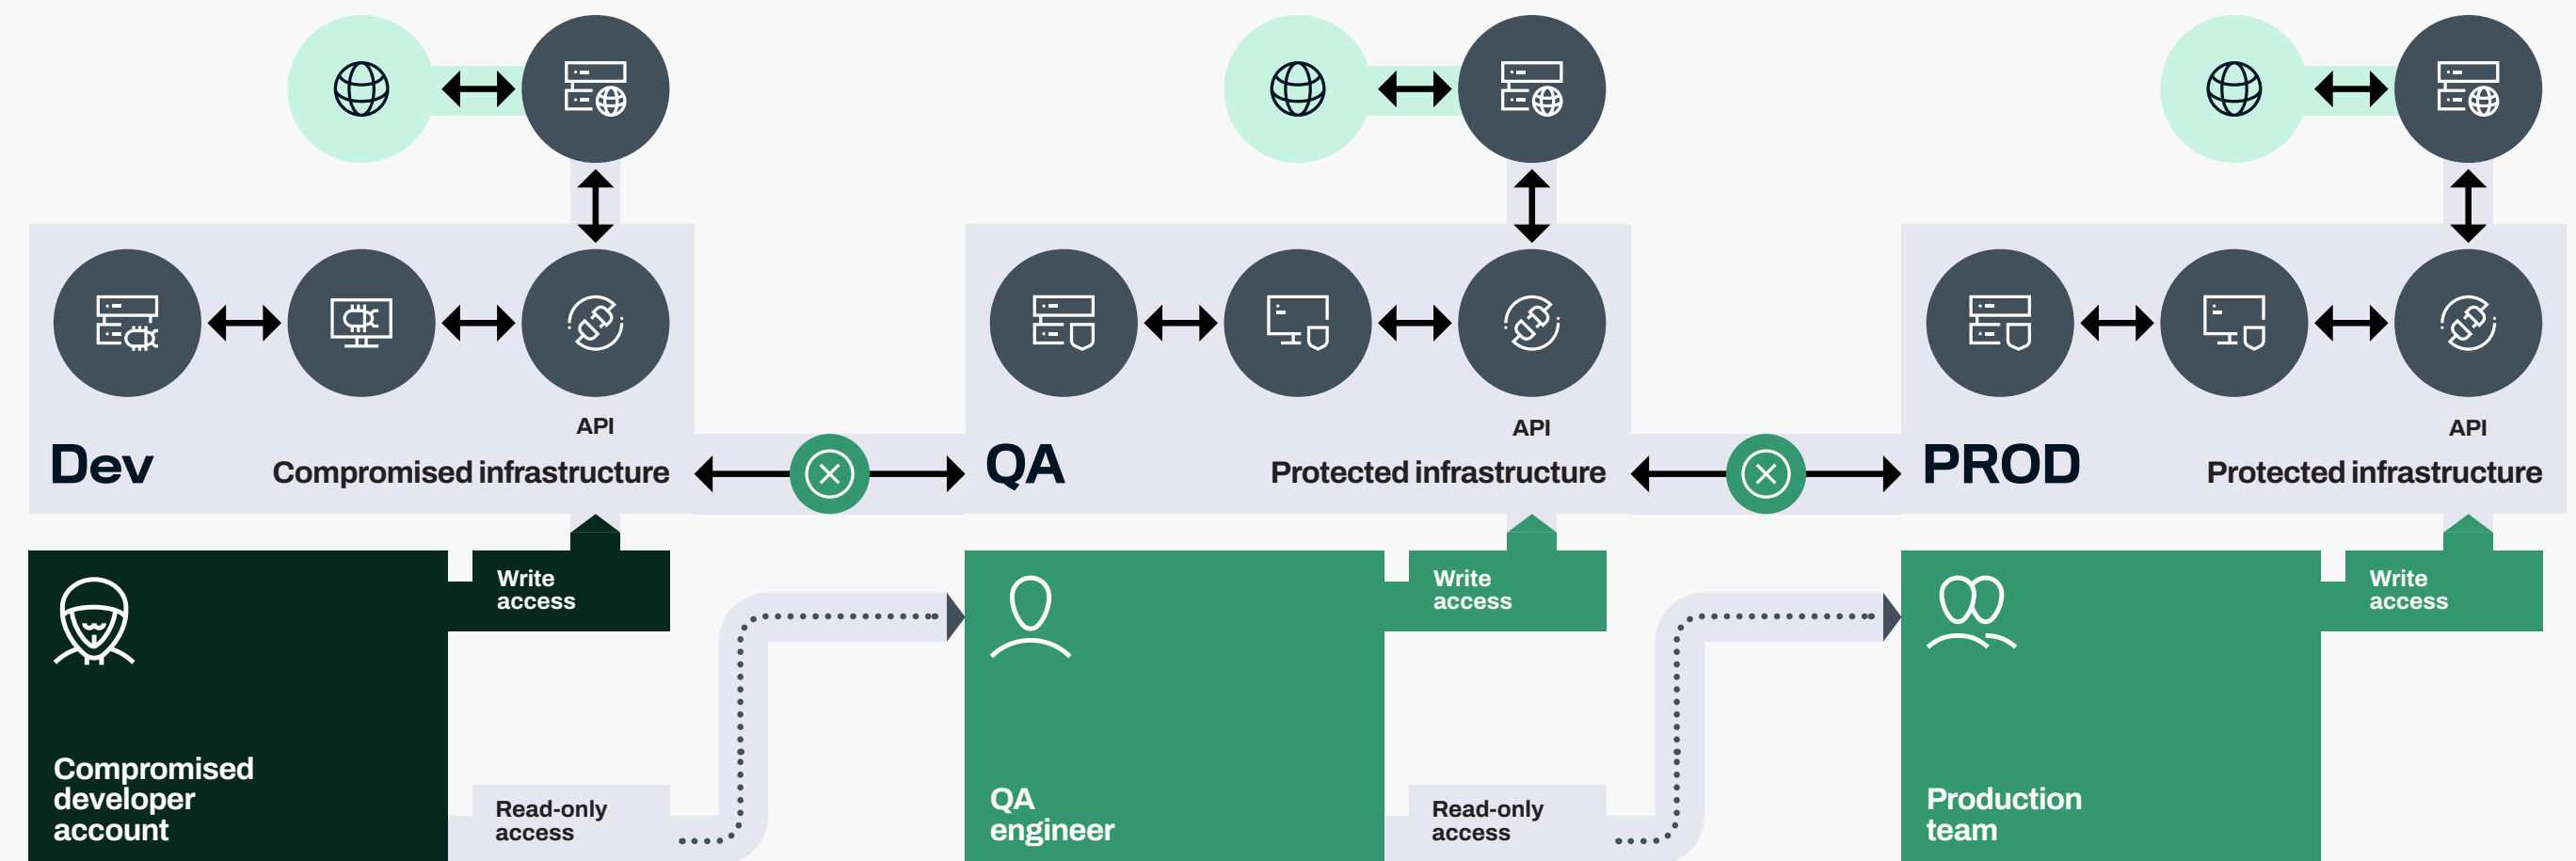 API
Dev
Compromised infrastructure
API
QA
Protected infrastructure
API
PROD
Protected infrastructure
Write
access
Compromised
developer
account
Read-only
access
Write
access
QA
engineer
Read-only
access
Write
access
Production
team